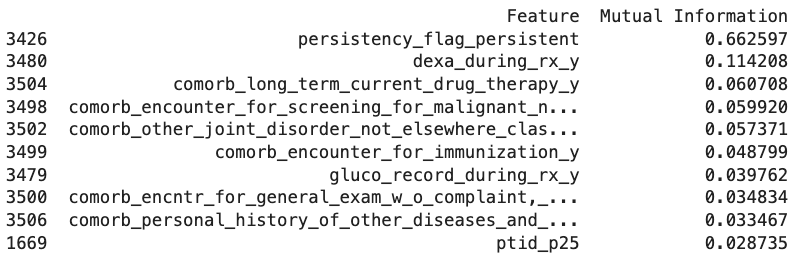 Feature  Mutual Information
3426  persistency_flag_persistent  0.662597
3480  dexa_during_rx_y  0.114208
3504  comorb_long_term_current_drug_therapy_y  0.060708
3498  comorb_encounter_for_screening_for_malignant_n...  0.059920
3502  comorb_other_joint_disorder_not_elsewhere_clas...  0.057371
3499  comorb_encounter_for_immunization_y  0.048799
3479  gluco_record_during_rx_y  0.039762
3500  comorb_encntr_for_general_exam_w_o_complaint,_...  0.034834
3506  comorb_personal_history_of_other_diseases_and_...  0.033467
1669  ptid_p25  0.028735